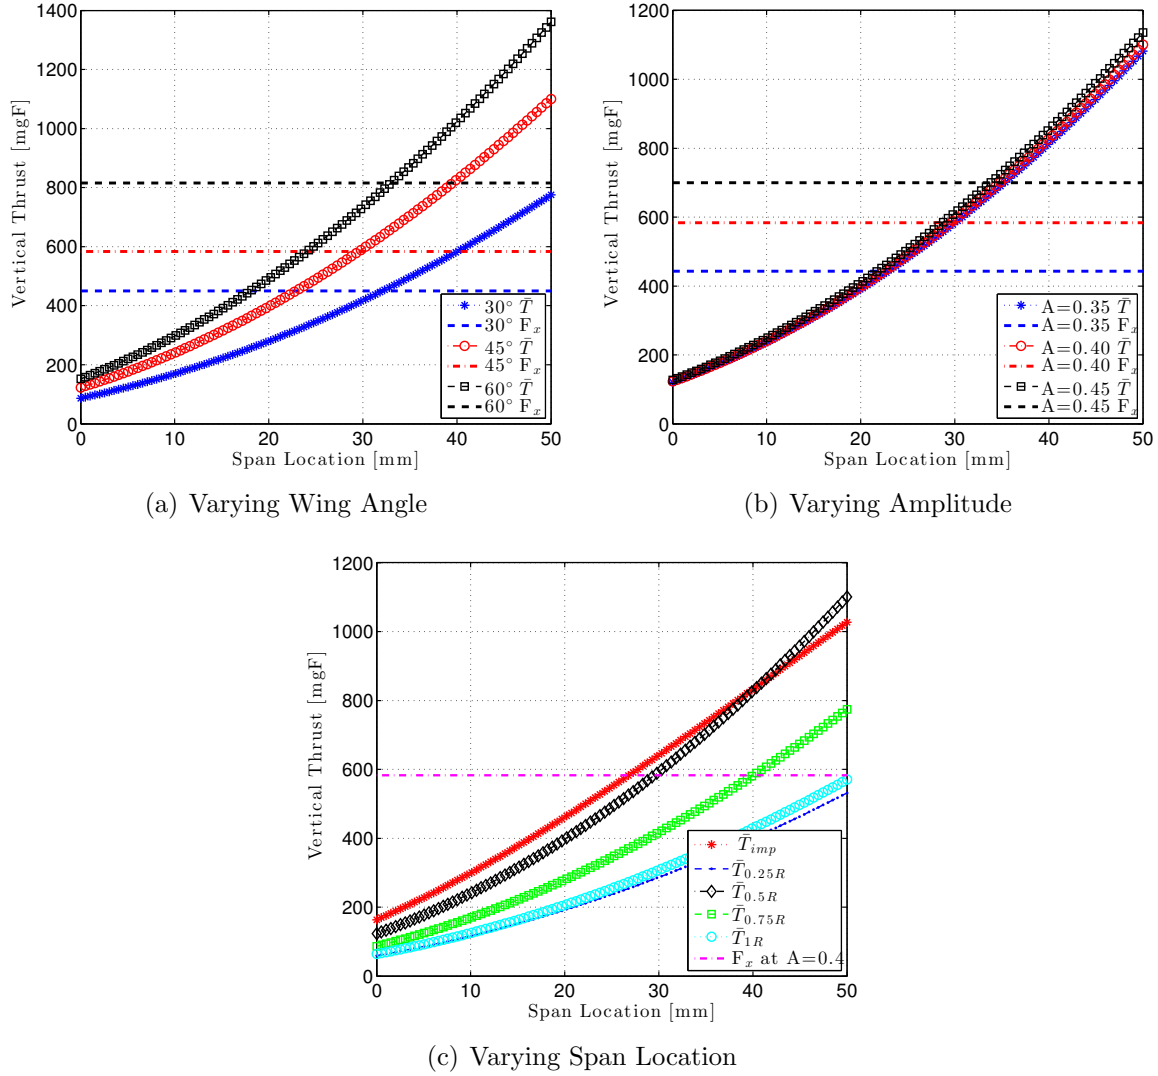 1400
1200
1000
800
600
400
200
0
0 10 20 30 40 50
Vertical Thrust [mgF]
Span Location [mm]
30° T̄
30° Fₓ
45° T̄
45° Fₓ
60° T̄
60° Fₓ
(a) Varying Wing Angle
1200
1000
800
600
400
200
0
0 10 20 30 40 50
Vertical Thrust [mgF]
Span Location [mm]
A=0.35 T̄
A=0.35 Fₓ
A=0.40 T̄
A=0.40 Fₓ
A=0.45 T̄
A=0.45 Fₓ
(b) Varying Amplitude
1200
1000
800
600
400
200
0
0 10 20 30 40 50
Vertical Thrust [mgF]
Span Location [mm]
T̄imp
T̄0.25R
T̄0.5R
T̄0.75R
T̄1R
Fₓ at A=0.4
(c) Varying Span Location